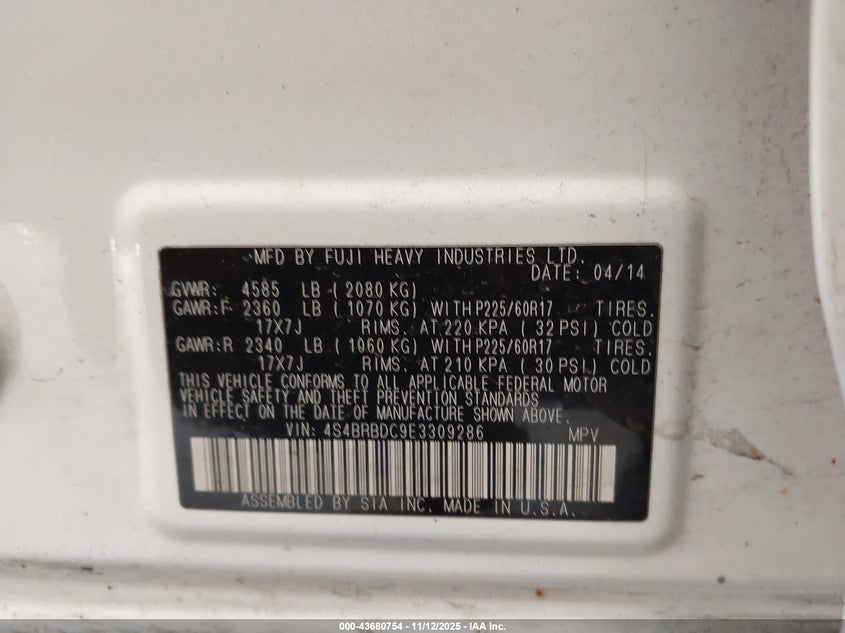 MFD BY FUJI HEAVY INDUSTRIES LTD.
DATE: 04/14
GVWR: 4585 LB ( 2080 KG)
GAWR:F 2360 LB ( 1070 KG) WITHP225/60R17 TIRES.
17X7J RIMS. AT 220 KPA ( 32 PSI) COLD
GAWR:R 2340 LB ( 1060 KG) WITHP225/60R17 TIRES.
17X7J RIMS. AT 210 KPA ( 30 PSI) COLD
THIS VEHICLE CONFORMS TO ALL APPLICABLE FEDERAL MOTOR
VEHICLE SAFETY AND THEFT PREVENTION STANDARDS
IN EFFECT ON THE DATE OF MANUFACTURE SHOWN ABOVE.
VIN: 4S4BRBDC9E3309286 MPV
ASSEMBLED BY SIA INC. MADE IN U.S.A.
000-43680754 - 11/12/2025 - IAA Inc.